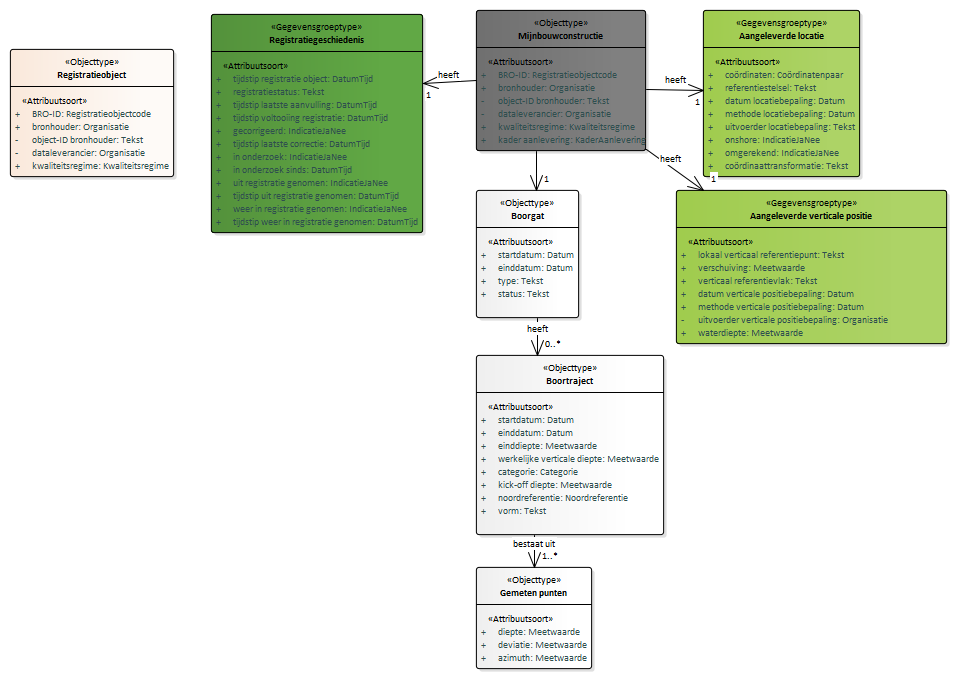 «Objecttype»
Registratieobject
«Attribuutsoort»
+ BRO-ID: Registratieobjectcode
+ bronhouder: Organisatie
- object-ID bronhouder: Tekst
- dataleverancier: Organisatie
+ kwaliteitsregime: Kwaliteitsregime
«Gegevensgroeptype»
Registratiegeschiedenis
«Attribuutsoort»
+ tijdstip registratie object: DatumTijd
+ registratiestatus: Tekst
+ tijdstip laatste aanvulling: DatumTijd
+ tijdstip voltooiing registratie: DatumTijd
+ gecorrigeerd: IndicatieJaNee
+ tijdstip laatste correctie: DatumTijd
+ in onderzoek: IndicatieJaNee
+ in onderzoek sinds: DatumTijd
+ uit registratie genomen: IndicatieJaNee
+ tijdstip uit registratie genomen: DatumTijd
+ weer in registratie genomen: IndicatieJaNee
+ tijdstip weer in registratie genomen: DatumTijd
heeft
1
«Objecttype»
Mijnbouwconstructie
«Attribuutsoort»
+ BRO-ID: Registratieobjectcode
+ bronhouder: Organisatie
- object-ID bronhouder: Tekst
- dataleverancier: Organisatie
+ kwaliteitsregime: Kwaliteitsregime
+ kader aanlevering: KaderAanlevering
heeft
1
«Gegevensgroeptype»
Aangeleverde locatie
«Attribuutsoort»
+ coördinaten: Coördinatenpaar
+ referentiestelsel: Tekst
+ datum locatiebepaling: Datum
+ methode locatiebepaling: Datum
+ uitvoerder locatiebepaling: Tekst
+ onshore: IndicatieJaNee
+ omgerekend: IndicatieJaNee
+ coördinaattransformatie: Tekst
heeft
1
«Gegevensgroeptype»
Aangeleverde verticale positie
«Attribuutsoort»
+ lokaal verticaal referentiepunt: Tekst
+ verschuiving: Meetwaarde
+ verticaal referentievlak: Tekst
+ datum verticale positiebepaling: Datum
+ methode verticale positiebepaling: Datum
- uitvoerder verticale positiebepaling: Organisatie
+ waterdiepte: Meetwaarde
1
«Objecttype»
Boorgat
«Attribuutsoort»
+ startdatum: Datum
+ einddatum: Datum
+ type: Tekst
+ status: Tekst
heeft
0..*
«Objecttype»
Boortraject
«Attribuutsoort»
+ startdatum: Datum
+ einddatum: Datum
+ einddiepte: Meetwaarde
+ werkelijke verticale diepte: Meetwaarde
+ categorie: Categorie
+ kick-off diepte: Meetwaarde
+ noordreferentie: Noordreferentie
+ vorm: Tekst
bestaat uit
1..*
«Objecttype»
Gemeten punten
«Attribuutsoort»
+ diepte: Meetwaarde
+ deviatie: Meetwaarde
+ azimuth: Meetwaarde